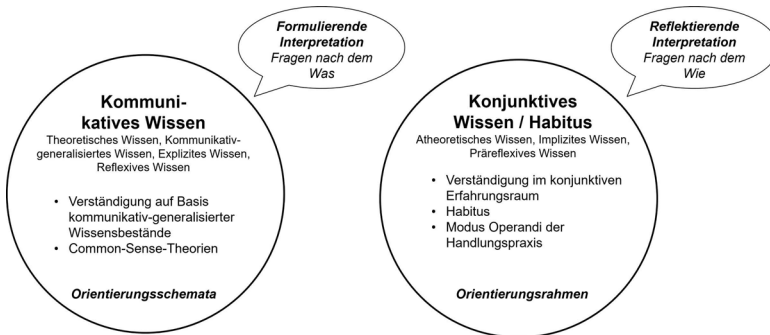 Formulierende
Interpretation
Fragen nach dem
Was
Kommuni-
katives Wissen
Theoretisches Wissen, Kommunikativ-
generalisiertes Wissen, Explizites Wissen,
Reflexives Wissen
• Verständigung auf Basis
kommunikativ-generalisierter
Wissensbestände
• Common-Sense-Theorien
Orientierungsschemata
Reflektierende
Interpretation
Fragen nach dem
Wie
Konjunktives
Wissen / Habitus
Atheoretisches Wissen, Implizites Wissen,
Präreflexives Wissen
• Verständigung im konjunktiven
Erfahrungsraum
• Habitus
• Modus Operandi der
Handlungspraxis
Orientierungsrahmen